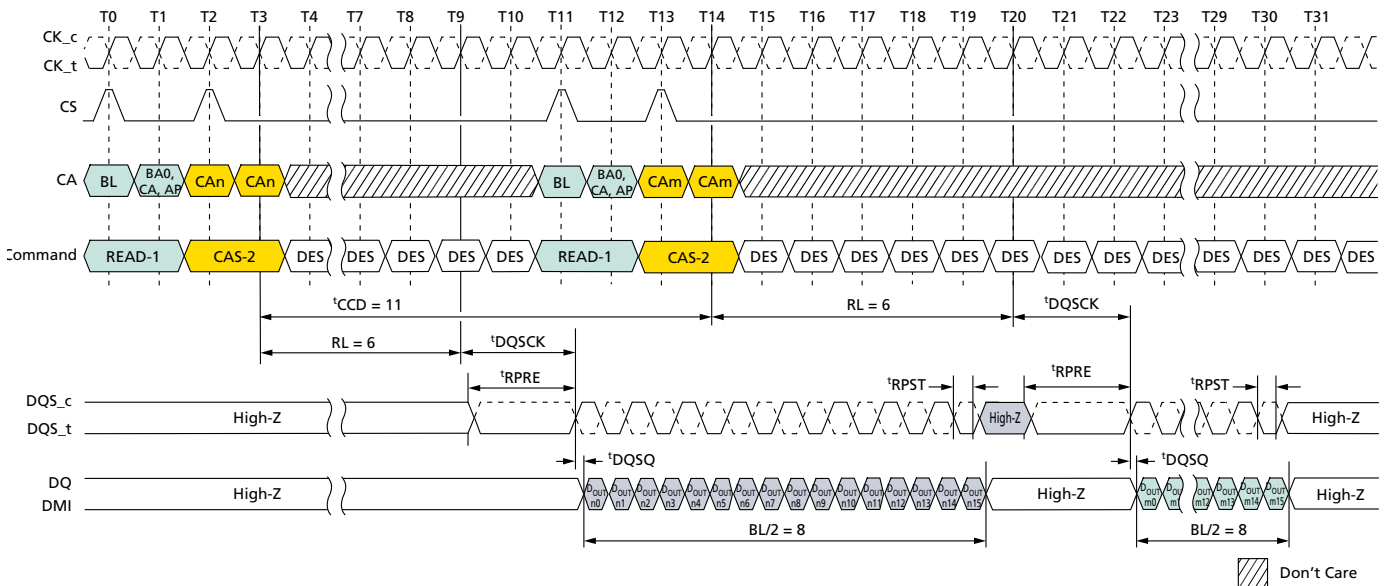 T0 T1 T2 T3 T4 T7 T8 T9 T10 T11 T12 T13 T14 T15 T16 T17 T18 T19 T20 T21 T22 T23 T29 T30 T31
CK_c
CK_t
CS
CA
BL
BA0, CA, AP
CAn
CAn
BL
BA0, CA, AP
CAm
CAm
Command
READ-1
CAS-2
DES
DES
DES
DES
DES
READ-1
CAS-2
DES
DES
DES
DES
DES
DES
DES
DES
DES
DES
DES
DES
DES
tCCD = 11
RL = 6
tDQSCK
RL = 6
tDQSCK
tRPRE
tRPST
tRPRE
tRPST
DQS_c
DQS_t
High-Z
High-Z
High-Z
tDQSQ
tDQSQ
DQ
DMI
High-Z
DOUT n0
DOUT n1
DOUT n2
DOUT n3
DOUT n4
DOUT n5
DOUT n6
DOUT n7
DOUT n8
DOUT n9
DOUT n10
DOUT n11
DOUT n12
DOUT n13
DOUT n14
DOUT n15
High-Z
DOUT m0
DOUT m12
DOUT m13
DOUT m14
DOUT m15
High-Z
BL/2 = 8
BL/2 = 8
Don't Care